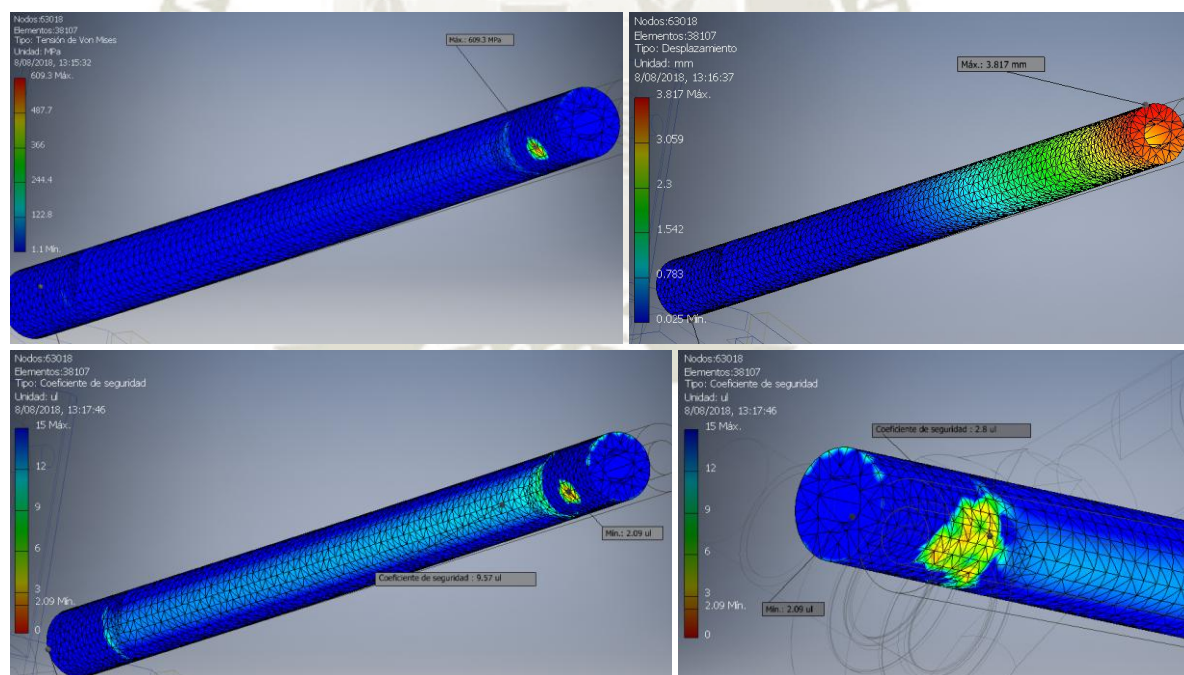 Nodos:63018
Elementos:38107
Tipo: Tensión de Von Mises
Unidad: MPa
8/08/2018, 13:15:32
609.3 Máx.
487.7
366
244.4
122.8
1.1 Mín.
Máx.: 609.3 MPa
Nodos:63018
Elementos:38107
Tipo: Desplazamiento
Unidad: mm
8/08/2018, 13:16:37
3.817 Máx.
3.059
2.3
1.542
0.783
0.025 Mín.
Máx.: 3.817 mm
Nodos:63018
Elementos:38107
Tipo: Coeficiente de seguridad
Unidad: ul
8/08/2018, 13:17:46
15 Máx.
12
9
6
3
2.09 Mín.
0
Mín.: 2.09 ul
Coeficiente de seguridad : 9.57 ul
Nodos:63018
Elementos:38107
Tipo: Coeficiente de seguridad
Unidad: ul
8/08/2018, 13:17:46
15 Máx.
12
9
6
3
2.09 Mín.
0
Coeficiente de seguridad : 2.8 ul
Mín.: 2.09 ul